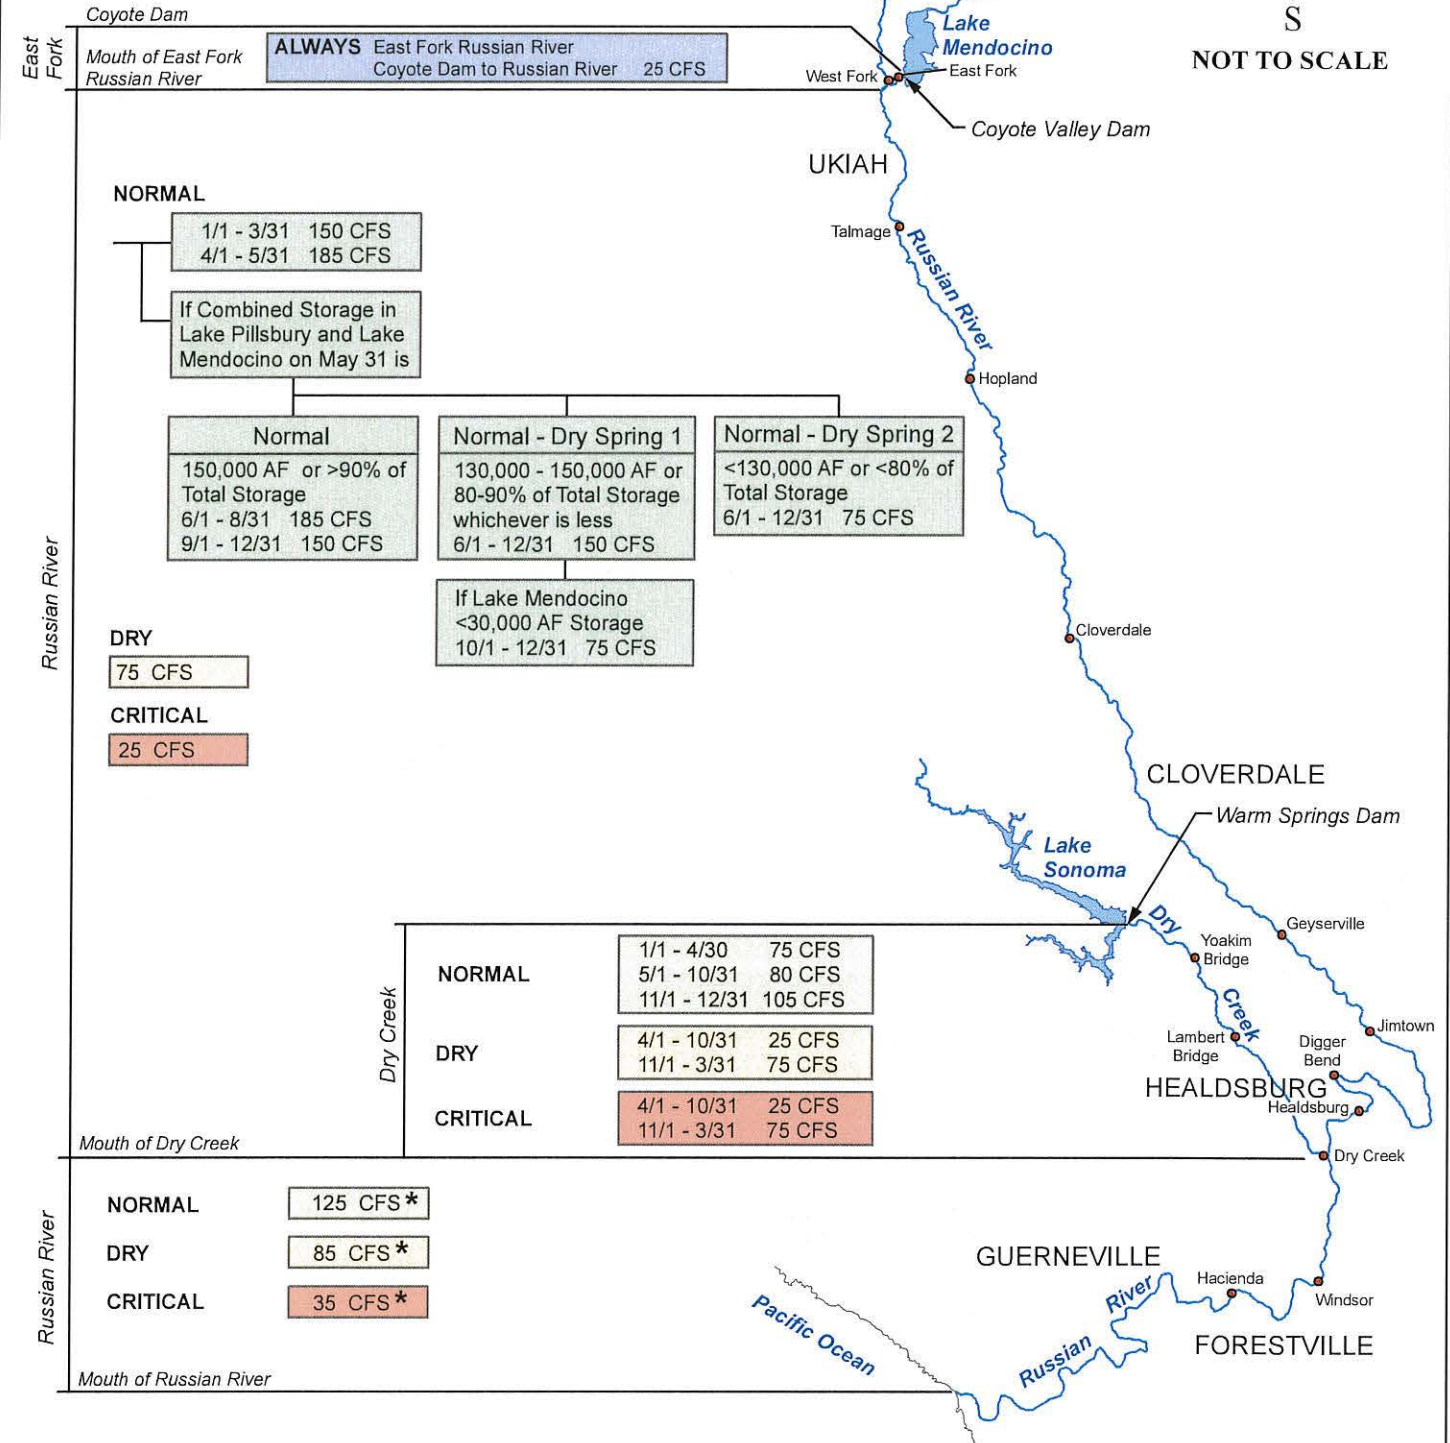 Coyote Dam
East
Fork
Mouth of East Fork
Russian River
ALWAYS East Fork Russian River
Coyote Dam to Russian River 25 CFS
Lake
Mendocino
S
NOT TO SCALE
West Fork
East Fork
Coyote Valley Dam
UKIAH
NORMAL
1/1 - 3/31 150 CFS
4/1 - 5/31 185 CFS
Talmage
Russian River
If Combined Storage in
Lake Pillsbury and Lake
Mendocino on May 31 is
Hopland
Normal
150,000 AF or >90% of
Total Storage
6/1 - 8/31 185 CFS
9/1 - 12/31 150 CFS
Normal - Dry Spring 1
130,000 - 150,000 AF or
80-90% of Total Storage
whichever is less
6/1 - 12/31 150 CFS
Normal - Dry Spring 2
<130,000 AF or <80% of
Total Storage
6/1 - 12/31 75 CFS
If Lake Mendocino
<30,000 AF Storage
10/1 - 12/31 75 CFS
Russian River
DRY
75 CFS
CRITICAL
25 CFS
Cloverdale
CLOVERDALE
Warm Springs Dam
Lake
Sonoma
Dry
Creek
Geyserville
Yoakim
Bridge
Lambert
Bridge
Jimtown
Digger
Bend
HEALDSBURG
Healdsburg
Dry Creek
Dry Creek
NORMAL
1/1 - 4/30 75 CFS
5/1 - 10/31 80 CFS
11/1 - 12/31 105 CFS
DRY
4/1 - 10/31 25 CFS
11/1 - 3/31 75 CFS
CRITICAL
4/1 - 10/31 25 CFS
11/1 - 3/31 75 CFS
Mouth of Dry Creek
Russian River
NORMAL
125 CFS*
DRY
85 CFS*
CRITICAL
35 CFS*
GUERNEVILLE
Hacienda
Windsor
FORESTVILLE
Russian River
Pacific Ocean
Mouth of Russian River